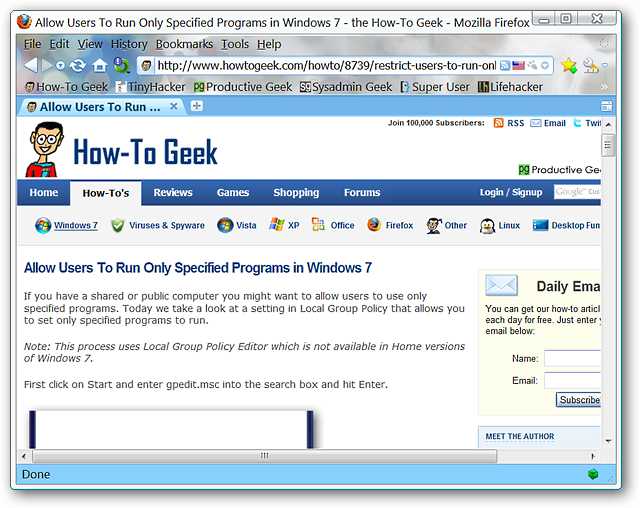 Allow Users To Run Only Specified Programs in Windows 7 - the How-To Geek - Mozilla Firefox
File Edit View History Bookmarks Tools Help
http://www.howtogeek.com/howto/8739/restrict-users-to-run-onl
How-To Geek TinyHacker Productive Geek Sysadmin Geek Super User Lifehacker
Allow Users To Run ...
Join 100,000 Subscribers: RSS Email Twit
How-To Geek
pg Productive Gee
Home How-To's Reviews Games Shopping Forums Login / Signup Google™ Cus
Windows 7 Viruses & Spyware Vista XP Office Firefox Other Linux Desktop Fun
Allow Users To Run Only Specified Programs in Windows 7
If you have a shared or public computer you might want to allow users to use only
specified programs. Today we take a look at a setting in Local Group Policy that allows you
to set only specified programs to run.
Note: This process uses Local Group Policy Editor which is not available in Home versions
of Windows 7.
First click on Start and enter gpedit.msc into the search box and hit Enter.
Daily Ema
You can get our how-to articl
each day for free. Just enter y
email below:
Name:
Email:
Subscribe
MEET THE AUTHOR
Done